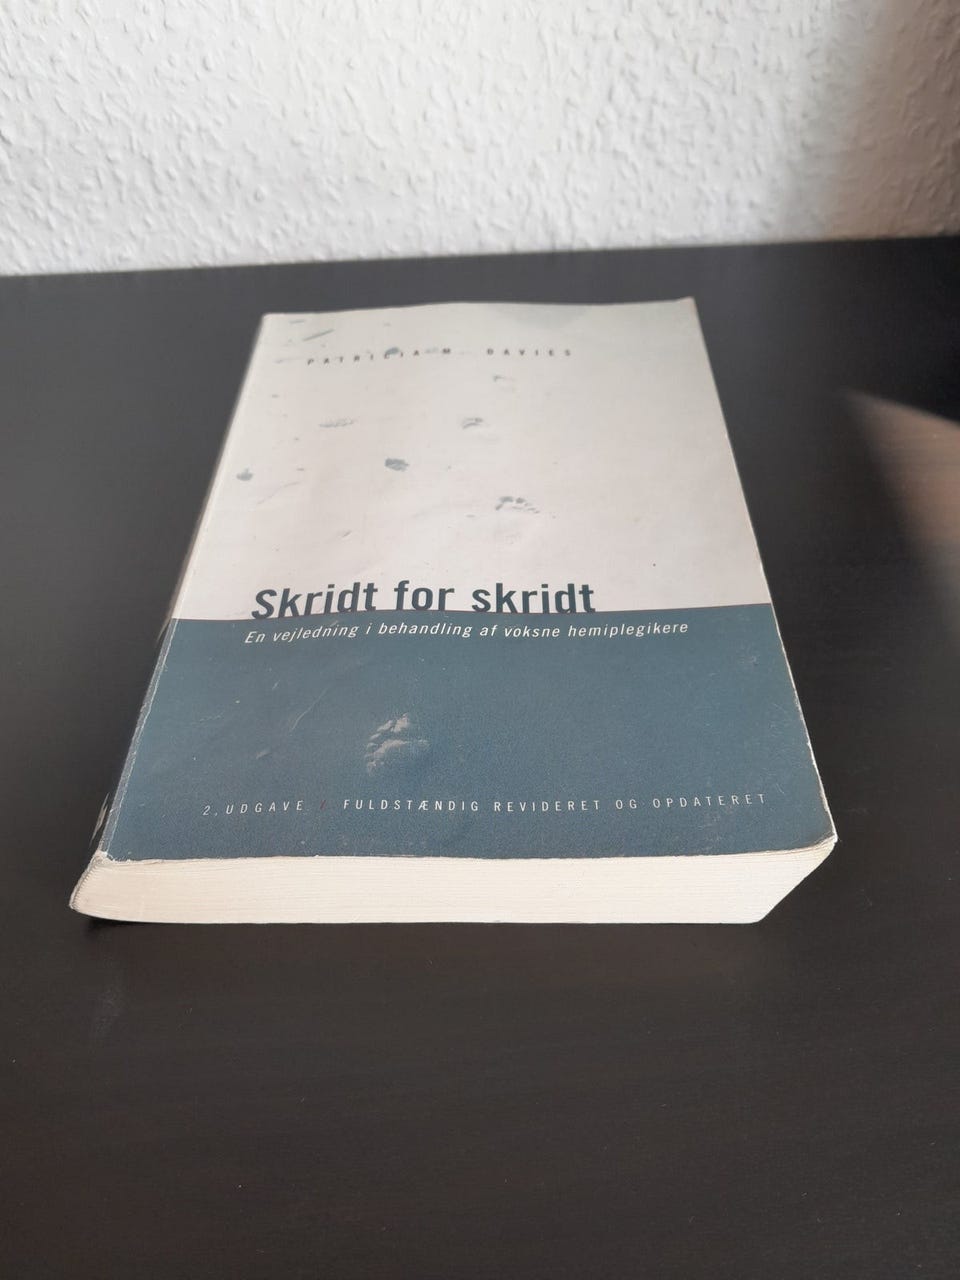 PATRICIA M. DAVIES
Skridt for skridt
En vejledning i behandling af voksne hemiplegikere
2. UDGAVE / FULDSTÆNDIG REVIDERET OG OPDATERET